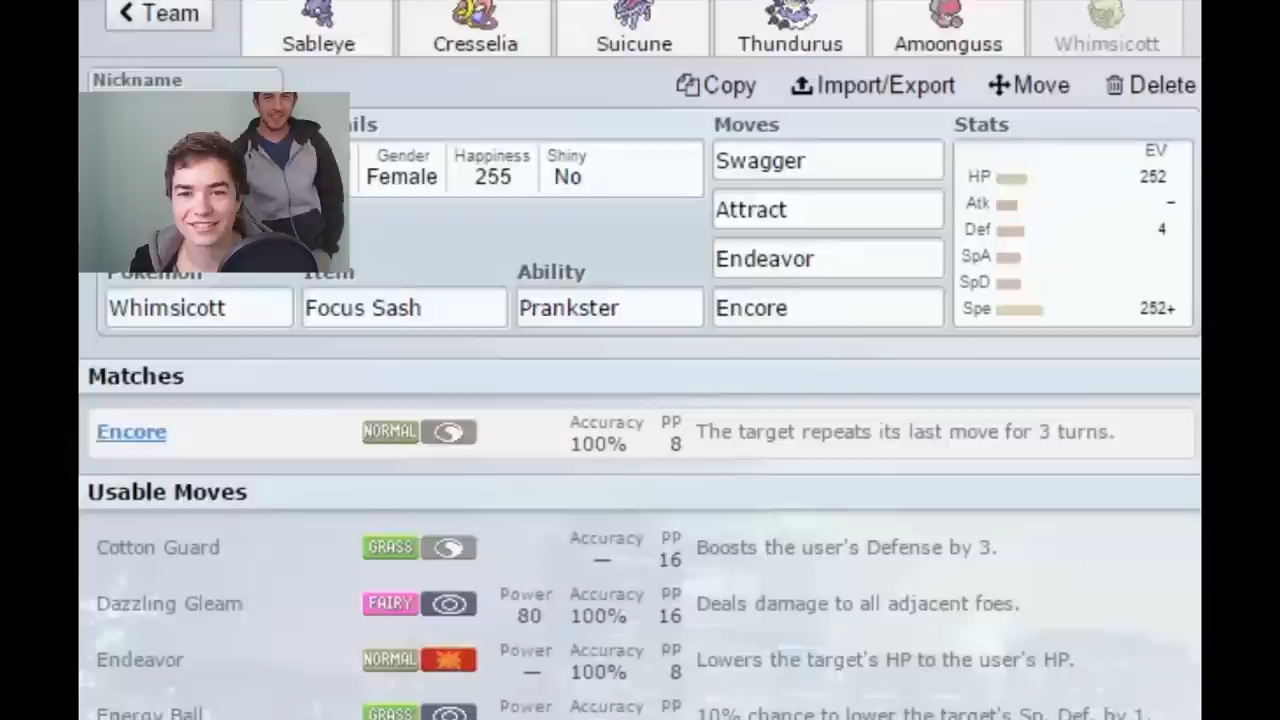 Team
Sableye
Cresselia
Suicune
Thundurus
Amoonguss
Whimsicott
Nickname
Copy
Import/Export
Move
Delete
ils
Moves
Stats
Gender
Happiness
Shiny
Female
255
No
Swagger
Attract
Endeavor
Encore
EV
HP 252
Atk –
Def 4
SpA
SpD
Spe 252+
Pokémon
Item
Ability
Whimsicott
Focus Sash
Prankster
Matches
Encore NORMAL Accuracy 100% PP 8 The target repeats its last move for 3 turns.
Usable Moves
Cotton Guard GRASS Accuracy — PP 16 Boosts the user's Defense by 3.
Dazzling Gleam FAIRY Power 80 Accuracy 100% PP 16 Deals damage to all adjacent foes.
Endeavor NORMAL Power — Accuracy 100% PP 8 Lowers the target's HP to the user's HP.
Energy Ball GRASS Power Accuracy PP 10% chance to lower the target's Sp. Def. by 1.